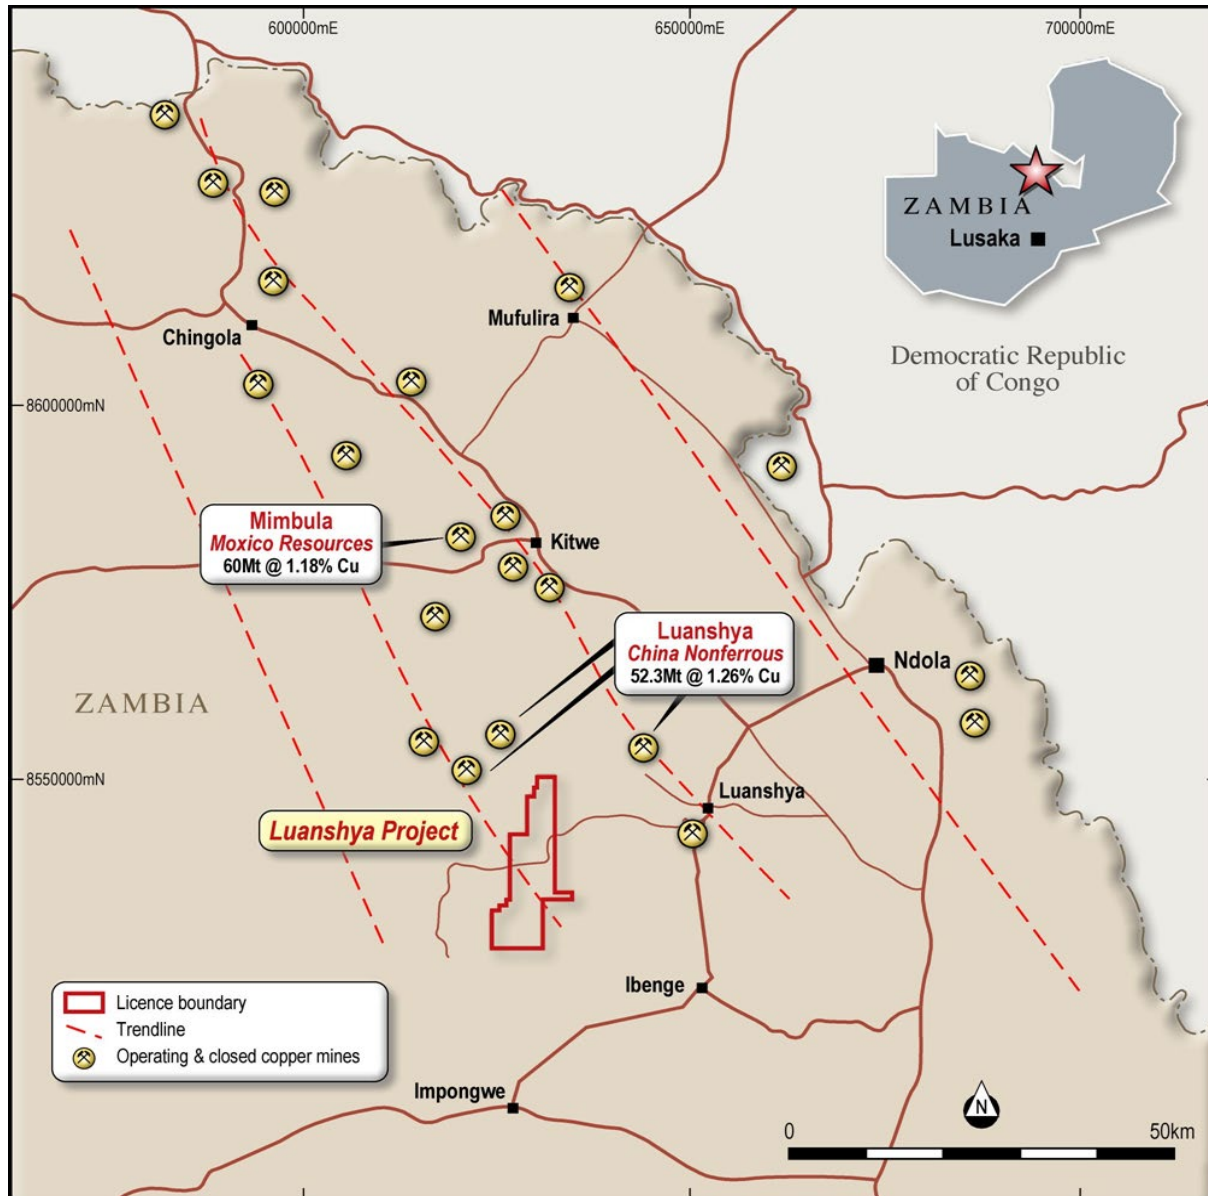 600000mE
650000mE
700000mE
ZAMBIA
Lusaka
Mufulira
Chingola
Democratic Republic
of Congo
8600000mN
Mimbula
Moxico Resources
60Mt @ 1.18% Cu
Kitwe
Luanshya
China Nonferrous
52.3Mt @ 1.26% Cu
Ndola
ZAMBIA
8550000mN
Luanshya
Luanshya Project
Ibenge
Licence boundary
Trendline
Operating & closed copper mines
Impongwe
N
0
50km